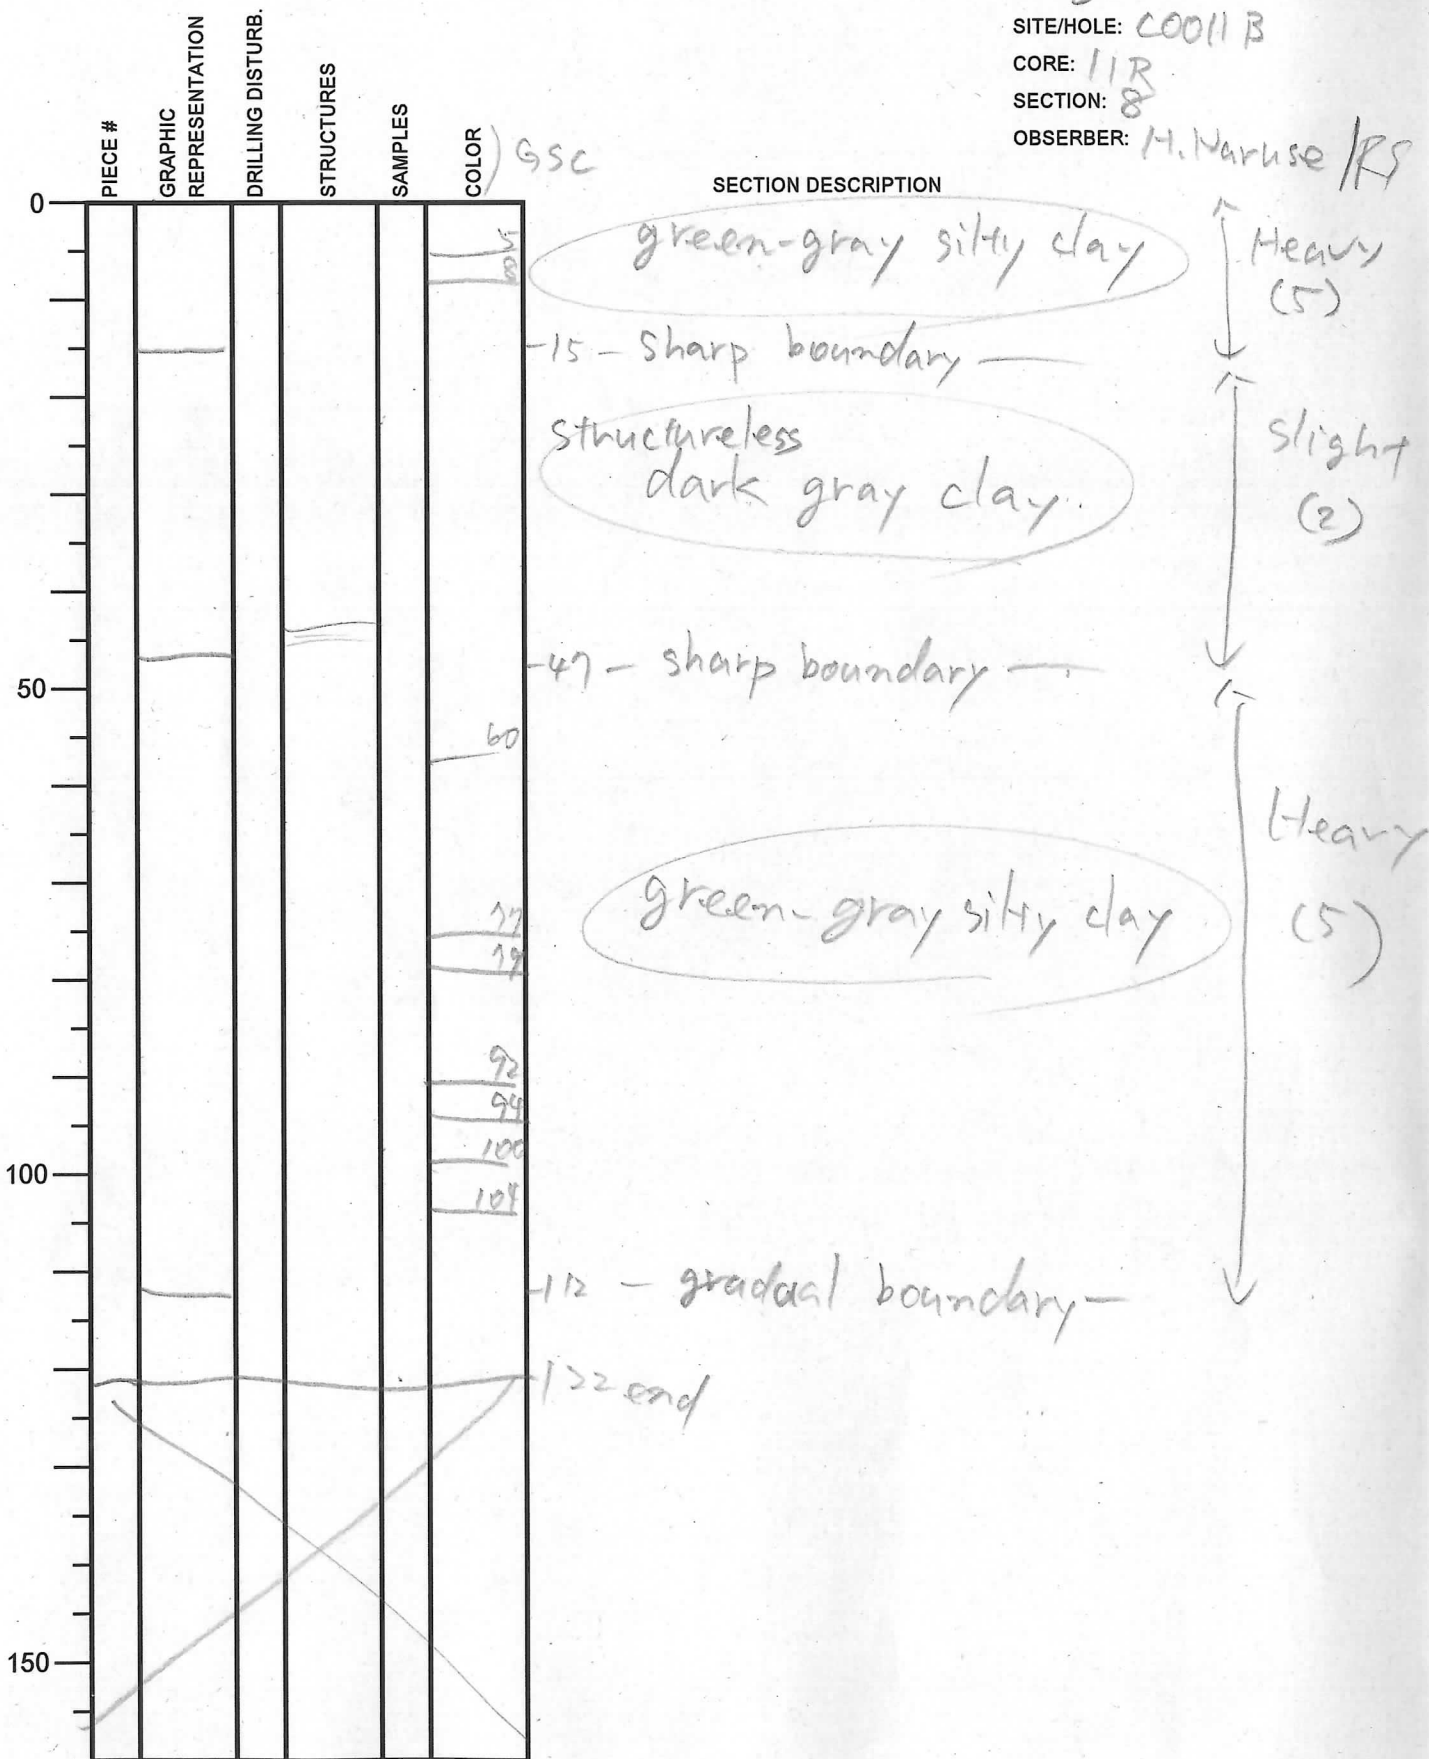 SITE/HOLE: C0011B
CORE: 11R
SECTION: 8
OBSERBER: H. Naruse /RS
PIECE #
GRAPHIC
REPRESENTATION
DRILLING DISTURB.
STRUCTURES
SAMPLES
COLOR ) GSC
SECTION DESCRIPTION
0
5
8
green-gray silty clay
Heavy
(5)
-15- sharp boundary —
structureless
dark gray clay.
slight
(2)
-47- sharp boundary —
50
60
Heavy
(5)
green-gray silty clay
77
79
92
94
100
100
104
-112 - gradual boundary -
-122 end
150